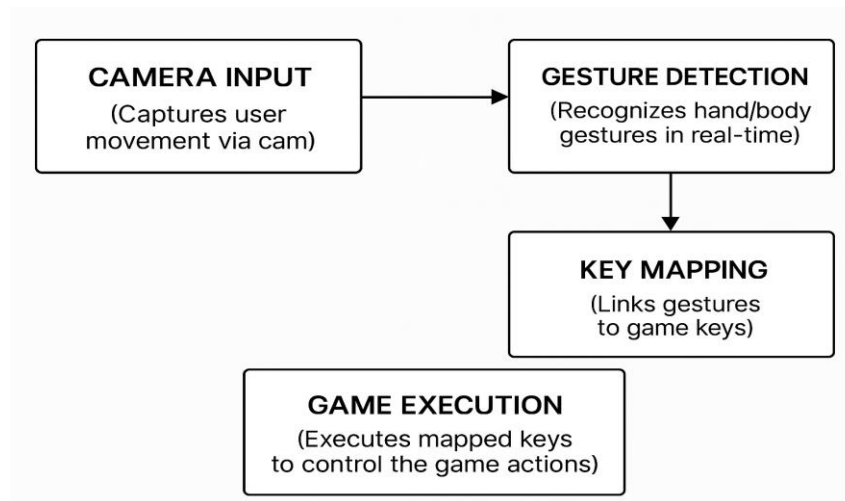 CAMERA INPUT
(Captures user
movement via cam)
GESTURE DETECTION
(Recognizes hand/body
gestures in real-time)
KEY MAPPING
(Links gestures
to game keys)
GAME EXECUTION
(Executes mapped keys
to control the game actions)